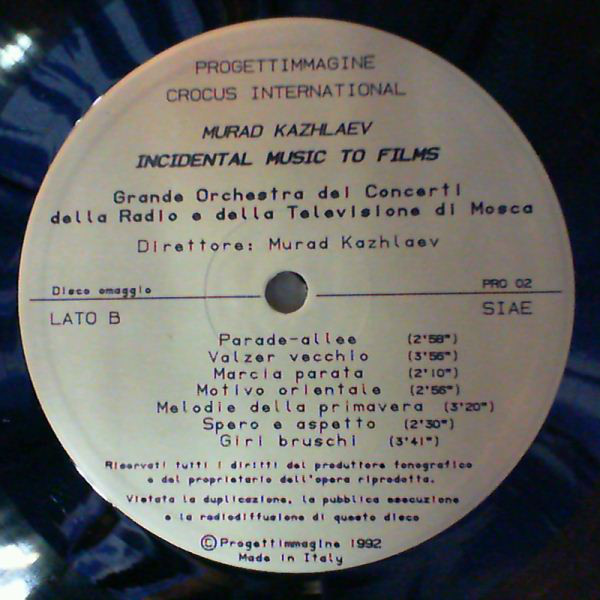 PROGETTIMMAGINE
CROCUS INTERNATIONAL
MURAD KAZHLAEV
INCIDENTAL MUSIC TO FILMS
Grande Orchestra dei Concerti
della Radio e della Televisione di Mosca
Direttore: Murad Kazhlaev
Disco omaggio
PRO 02
LATO B
SIAE
Parade-allee (2'58")
Valzer vecchio (3'56")
Marcia parata (2'10")
Motivo orientale (2'56")
Melodie della primavera (3'20")
Spero e aspetto (2'30")
Giri bruschi (3'41")
Riservati tutti i diritti del produttore fonografico
e del proprietario dell'opera riprodotta.
Vietata la duplicazione, la pubblica esecuzione
e la radiodiffusione di questo disco
©Progettimmagine 1992
Made in Italy